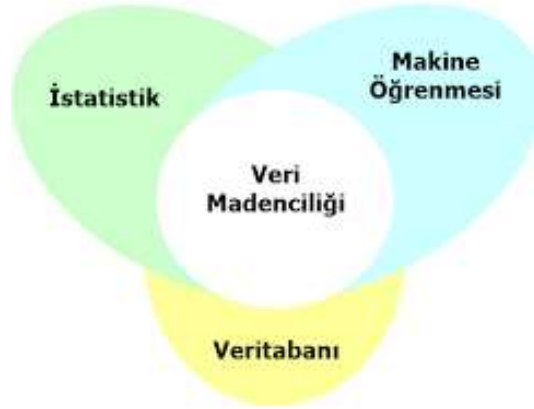 İstatistik
Makine
Öğrenmesi
Veri
Madenciliği
Veritabanı